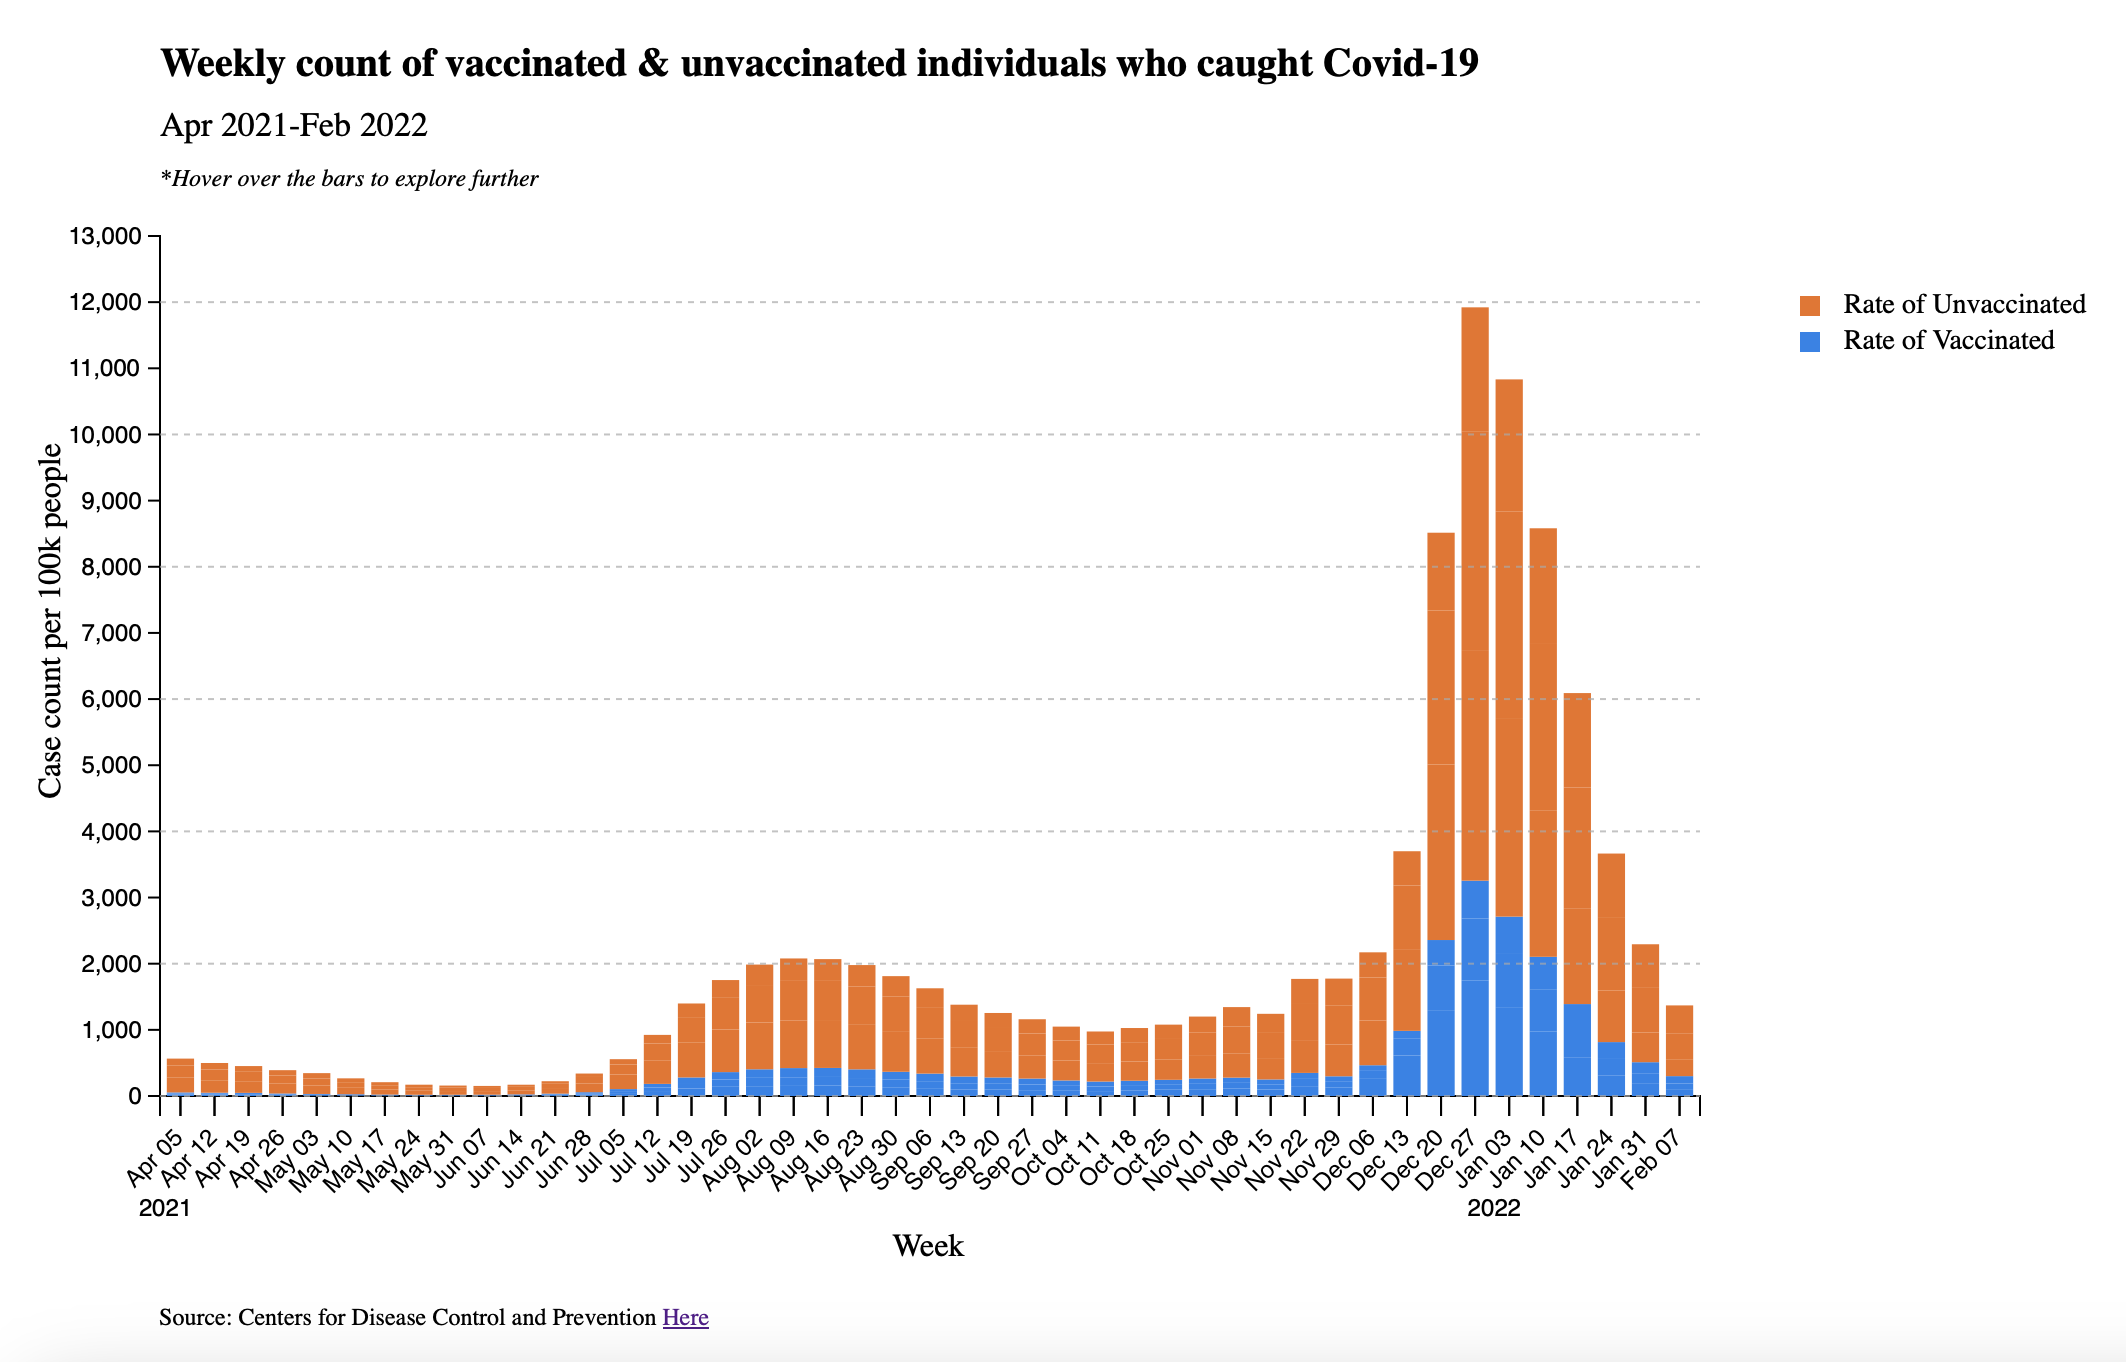 Weekly count of vaccinated & unvaccinated individuals who caught Covid-19
Apr 2021-Feb 2022
*Hover over the bars to explore further
13,000
12,000
11,000
10,000
9,000
8,000
7,000
6,000
5,000
4,000
3,000
2,000
1,000
0
Case count per 100k people
Rate of Unvaccinated
Rate of Vaccinated
Apr 05
Apr 12
Apr 19
Apr 26
May 03
May 10
May 17
May 24
May 31
Jun 07
Jun 14
Jun 21
Jun 28
Jul 05
Jul 12
Jul 19
Jul 26
Aug 02
Aug 09
Aug 16
Aug 23
Aug 30
Sep 06
Sep 13
Sep 20
Sep 27
Oct 04
Oct 11
Oct 18
Oct 25
Nov 01
Nov 08
Nov 15
Nov 22
Nov 29
Dec 06
Dec 13
Dec 20
Dec 27
Jan 03
Jan 10
Jan 17
Jan 24
Jan 31
Feb 07
2021
2022
Week
Source: Centers for Disease Control and Prevention Here